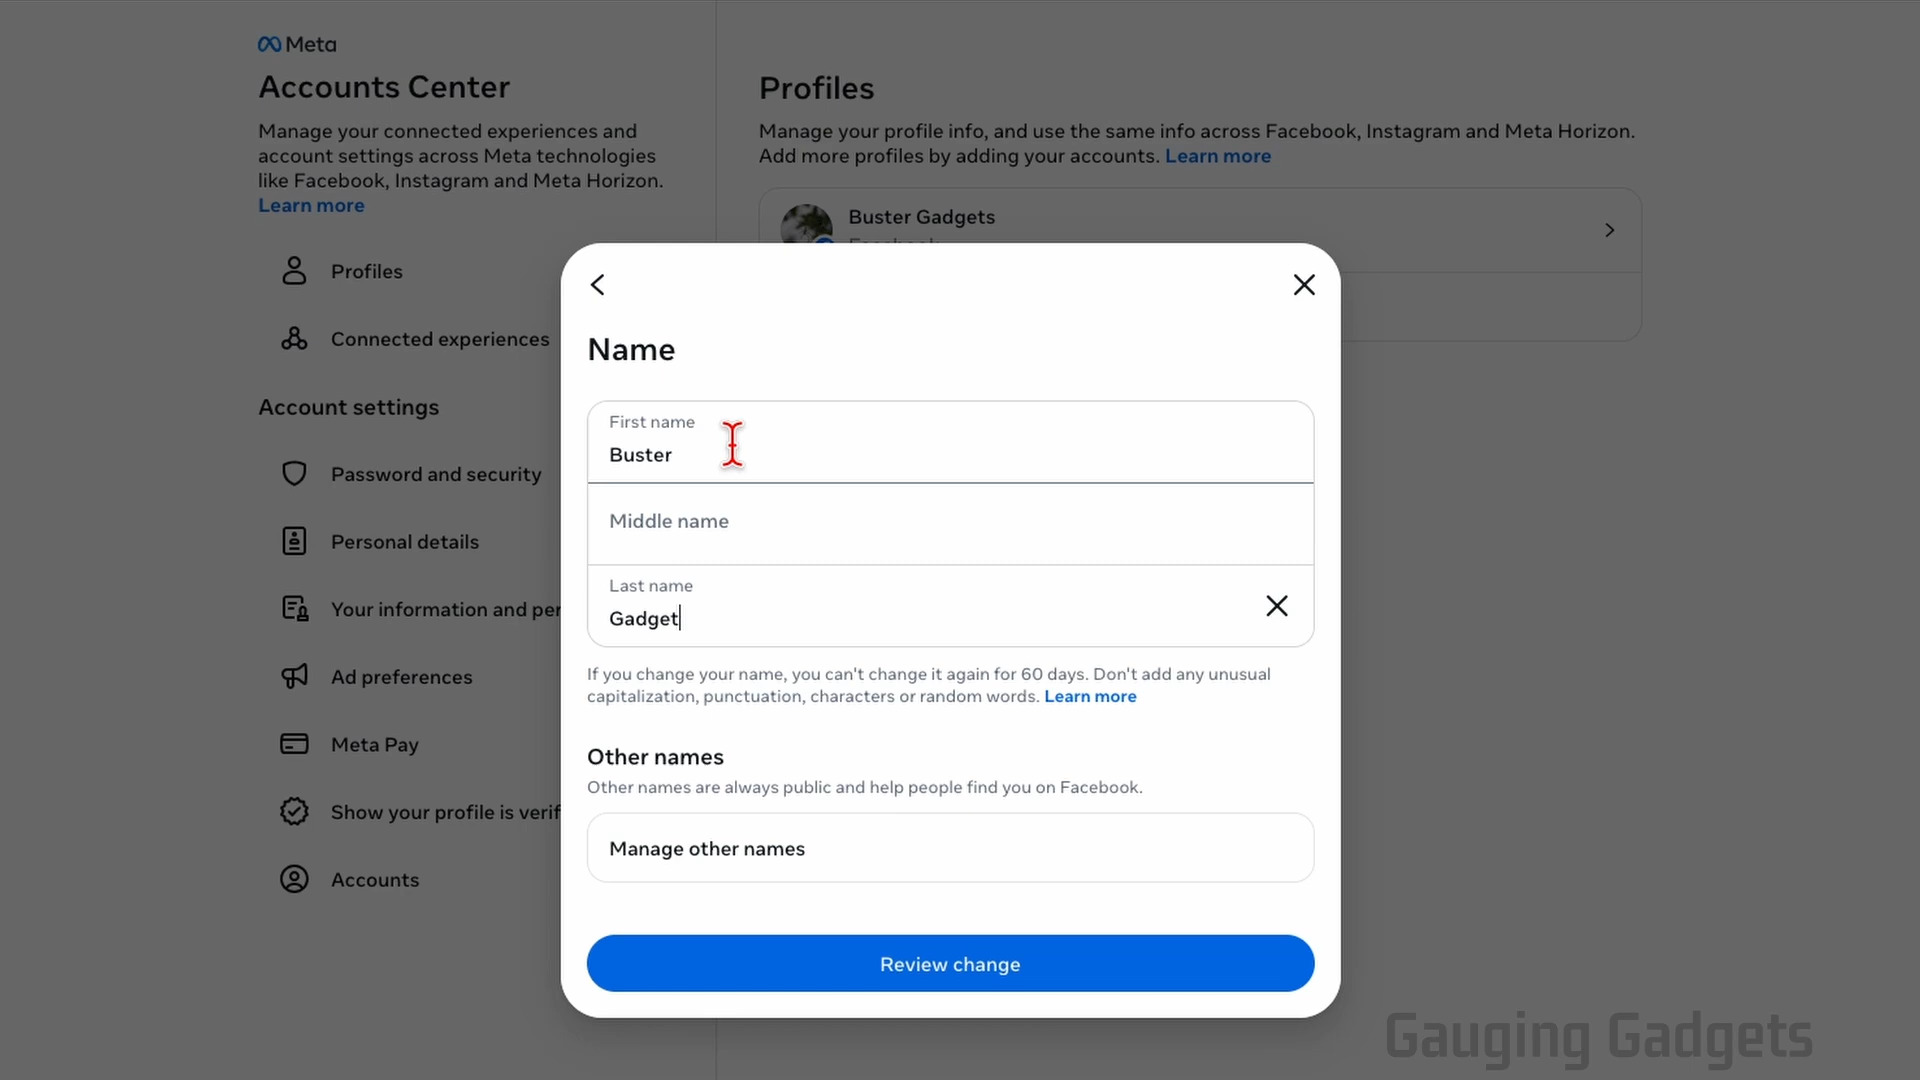 Meta
Accounts Center
Manage your connected experiences and
account settings across Meta technologies
like Facebook, Instagram and Meta Horizon.
Learn more
Profiles
Connected experiences
Account settings
Password and security
Personal details
Your information and per
Ad preferences
Meta Pay
Show your profile is verif
Accounts
Profiles
Manage your profile info, and use the same info across Facebook, Instagram and Meta Horizon.
Add more profiles by adding your accounts. Learn more
Buster Gadgets
Name
First name
Buster
Middle name
Last name
Gadget
If you change your name, you can't change it again for 60 days. Don't add any unusual
capitalization, punctuation, characters or random words. Learn more
Other names
Other names are always public and help people find you on Facebook.
Manage other names
Review change
Gauging Gadgets